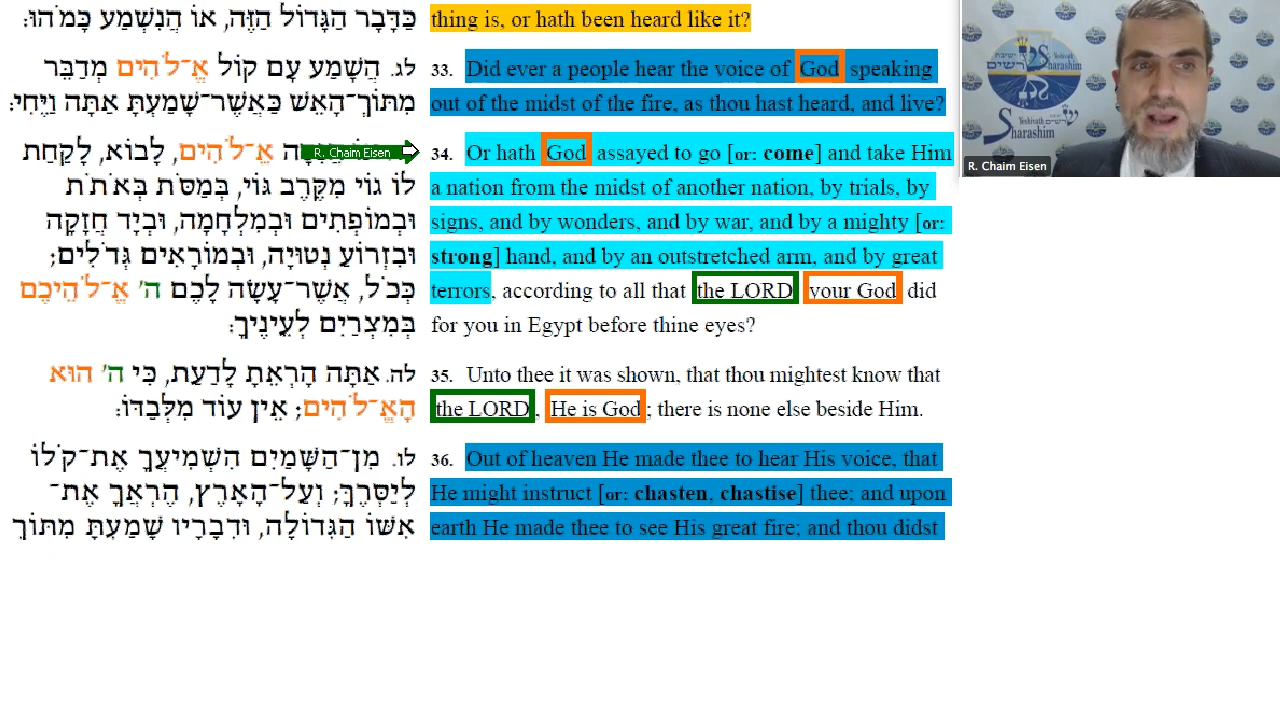 כַּדָּבָר הַגָּדוֹל הַזֶּה, אוֹ הֲנִשְׁמַע כָּמֹהוּ:
לג. הֲשָׁמַע עָם קוֹל אֱ־לֹהִים מְדַבֵּר
מִתּוֹךְ־הָאֵשׁ כַּאֲשֶׁר־שָׁמַעְתָּ אַתָּה וַיֶּחִי:
אֱ־לֹהִים, לָבוֹא, לָקַחַת
לוֹ גוֹי מִקֶּרֶב גּוֹי, בְּמַסֹּת בְּאֹתֹת
וּבְמוֹפְתִים וּבְמִלְחָמָה, וּבְיָד חֲזָקָה
וּבִזְרוֹעַ נְטוּיָה, וּבְמוֹרָאִים גְּדֹלִים;
כְּכֹל, אֲשֶׁר־עָשָׂה לָכֶם ה' אֱ־לֹהֵיכֶם
בְּמִצְרַיִם לְעֵינֶיךָ:
לה. אַתָּה הָרְאֵתָ לָדַעַת, כִּי ה' הוּא
הָאֱ־לֹהִים; אֵין עוֹד מִלְּבַדּוֹ:
לו. מִן־הַשָּׁמַיִם הִשְׁמִיעֲךָ אֶת־קֹלוֹ
לְיַסְּרֶךָּ; וְעַל־הָאָרֶץ, הֶרְאֲךָ אֶת־
אִשּׁוֹ הַגְּדוֹלָה, וּדְבָרָיו שָׁמַעְתָּ מִתּוֹךְ
R. Chaim Eisen
thing is, or hath been heard like it?
33. Did ever a people hear the voice of God speaking
out of the midst of the fire, as thou hast heard, and live?
34. Or hath God assayed to go [or: come] and take Him
a nation from the midst of another nation, by trials, by
signs, and by wonders, and by war, and by a mighty [or:
strong] hand, and by an outstretched arm, and by great
terrors, according to all that the LORD your God did
for you in Egypt before thine eyes?
35. Unto thee it was shown, that thou mightest know that
the LORD, He is God; there is none else beside Him.
36. Out of heaven He made thee to hear His voice, that
He might instruct [or: chasten, chastise] thee; and upon
earth He made thee to see His great fire; and thou didst
Yeshivath
Sharashim
R. Chaim Eisen